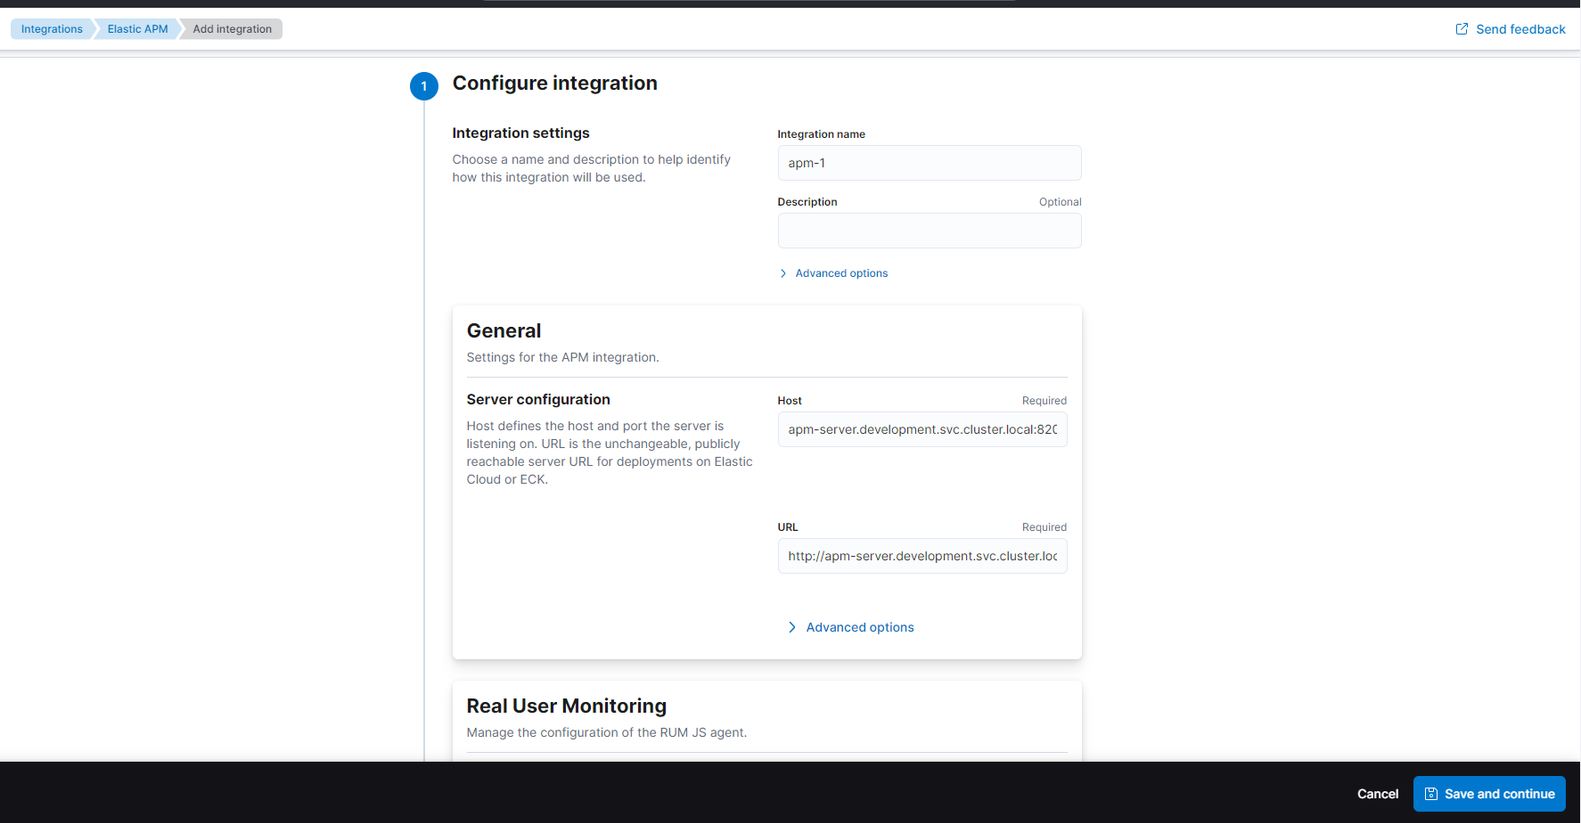 Integrations
Elastic APM
Add integration
Send feedback
1
Configure integration
Integration settings
Choose a name and description to help identify
how this integration will be used.
Integration name
apm-1
Description
Optional
Advanced options
General
Settings for the APM integration.
Server configuration
Host defines the host and port the server is
listening on. URL is the unchangeable, publicly
reachable server URL for deployments on Elastic
Cloud or ECK.
Host
Required
apm-server.development.svc.cluster.local:820
URL
Required
http://apm-server.development.svc.cluster.loc
Advanced options
Real User Monitoring
Manage the configuration of the RUM JS agent.
Cancel
Save and continue